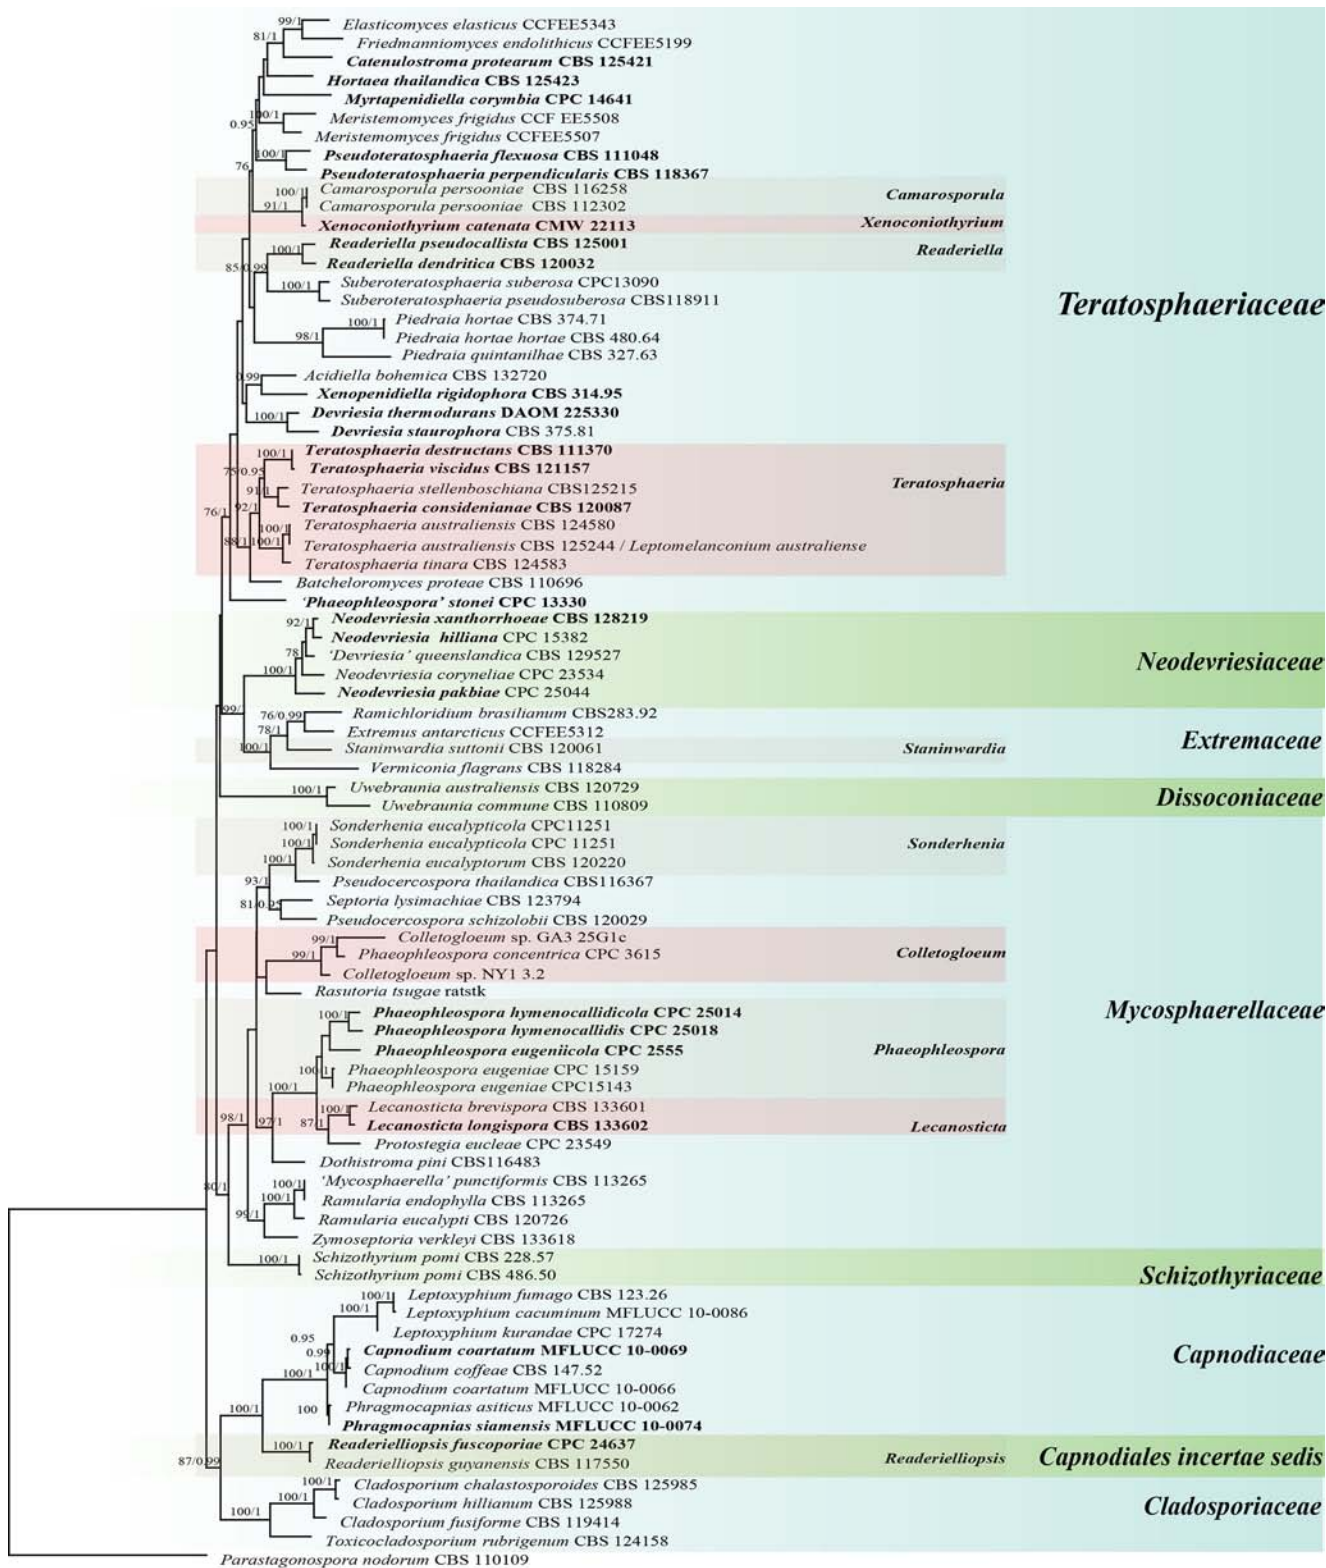 99/1
Elasticomyces elasticus CCFEE5343
81/1
Friedmanniomyces endolithicus CCFEE5199
Catenulostroma protearum CBS 125421
Hortaea thailandica CBS 125423
Myrtapenidiella corymbia CPC 14641
100/1
Meristemomyces frigidus CCF EE5508
0.95
Meristemomyces frigidus CCFEE5507
100/1
Pseudoteratosphaeria flexuosa CBS 111048
76
Pseudoteratosphaeria perpendicularis CBS 118367
100/1
Camarosporula persooniae CBS 116258
Camarosporula
91/1
Camarosporula persooniae CBS 112302
Xenoconiothyrium catenata CMW 22113
Xenoconiothyrium
100/1
Readeriella pseudocallista CBS 125001
Readeriella
85/0.99
Readeriella dendritica CBS 120032
Suberoteratosphaeria suberosa CPC13090
100/1
Suberoteratosphaeria pseudosuberosa CBS118911
Teratosphaeriaceae
100/1
Piedraia hortae CBS 374.71
98/1
Piedraia hortae hortae CBS 480.64
Piedraia quintanilhae CBS 327.63
0.99
Acidiella bohemica CBS 132720
Xenopenidiella rigidophora CBS 314.95
100/1
Devriesia thermodurans DAOM 225330
Devriesia staurophora CBS 375.81
100/1
Teratosphaeria destructans CBS 111370
75/0.95
Teratosphaeria viscidus CBS 121157
91/1
Teratosphaeria stellenboschiana CBS125215
Teratosphaeria
92/1
Teratosphaeria considenianae CBS 120087
76/1
100/1
Teratosphaeria australiensis CBS 124580
88/1
100/1
Teratosphaeria australiensis CBS 125244 / Leptomelanconium australiense
Teratosphaeria tinara CBS 124583
Batcheloromyces proteae CBS 110696
'Phaeophleospora' stonei CPC 13330
92/1
Neodevriesia xanthorrhoeae CBS 128219
Neodevriesia hilliana CPC 15382
78
'Devriesia' queenslandica CBS 129527
Neodevriesiaceae
100/1
Neodevriesia coryneliae CPC 23534
Neodevriesia pakbiae CPC 25044
99/1
76/0.99
Ramichloridium brasilianum CBS283.92
78/1
Extremus antarcticus CCFEE5312
Extremaceae
100/1
Staninwardia suttonii CBS 120061
Staninwardia
Vermiconia flagrans CBS 118284
100/1
Uwebraunia australiensis CBS 120729
Dissoconiaceae
Uwebraunia commune CBS 110809
100/1
Sonderhenia eucalypticola CPC11251
100/1
Sonderhenia eucalypticola CPC 11251
Sonderhenia
100/1
Sonderhenia eucalyptorum CBS 120220
93/1
Pseudocercospora thailandica CBS116367
81/0.95
Septoria lysimachiae CBS 123794
Pseudocercospora schizolobii CBS 120029
99/1
Colletogloeum sp. GA3 25G1c
99/1
Phaeophleospora concentrica CPC 3615
Colletogloeum
Colletogloeum sp. NY1 3.2
Rasutoria tsugae ratstk
100/1
Phaeophleospora hymenocallidicola CPC 25014
Mycosphaerellaceae
Phaeophleospora hymenocallidis CPC 25018
Phaeophleospora eugeniicola CPC 2555
Phaeophleospora
100/1
Phaeophleospora eugeniae CPC 15159
100/1
Phaeophleospora eugeniae CPC15143
100/1
Lecanosticta brevispora CBS 133601
98/1
97/1
87/1
Lecanosticta longispora CBS 133602
Lecanosticta
Protostegia eucleae CPC 23549
Dothistroma pini CBS116483
80/1
100/1
'Mycosphaerella' punctiformis CBS 113265
100/1
Ramularia endophylla CBS 113265
99/1
Ramularia eucalypti CBS 120726
Zymoseptoria verkleyi CBS 133618
100/1
Schizothyrium pomi CBS 228.57
Schizothyriaceae
Schizothyrium pomi CBS 486.50
100/1
Leptoxyphium fumago CBS 123.26
100/1
Leptoxyphium cacuminum MFLUCC 10-0086
0.95
Leptoxyphium kurandae CPC 17274
0.99
Capnodium coartatum MFLUCC 10-0069
Capnodiaceae
100/1
Capnodium coffeae CBS 147.52
100/1
Capnodium coartatum MFLUCC 10-0066
100
Phragmocapnias asiticus MFLUCC 10-0062
100/1
Phragmocapnias siamensis MFLUCC 10-0074
100/1
Readerielliopsis fuscoporiae CPC 24637
Capnodiales incertae sedis
87/0.99
Readerielliopsis guyanensis CBS 117550
Readerielliopsis
100/1
Cladosporium chalastosporoides CBS 125985
100/1
Cladosporium hillianum CBS 125988
Cladosporiaceae
100/1
Cladosporium fusiforme CBS 119414
Toxicocladosporium rubrigenum CBS 124158
Parastagonospora nodorum CBS 110109